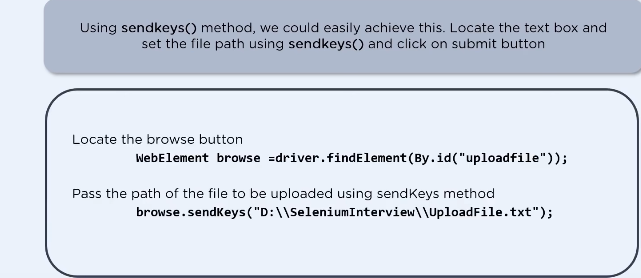 Using sendkeys() method, we could easily achieve this. Locate the text box and
set the file path using sendkeys() and click on submit button
Locate the browse button
WebElement browse =driver.findElement(By.id("uploadfile"));
Pass the path of the file to be uploaded using sendKeys method
browse.sendKeys("D:\\SeleniumInterview\\UploadFile.txt");